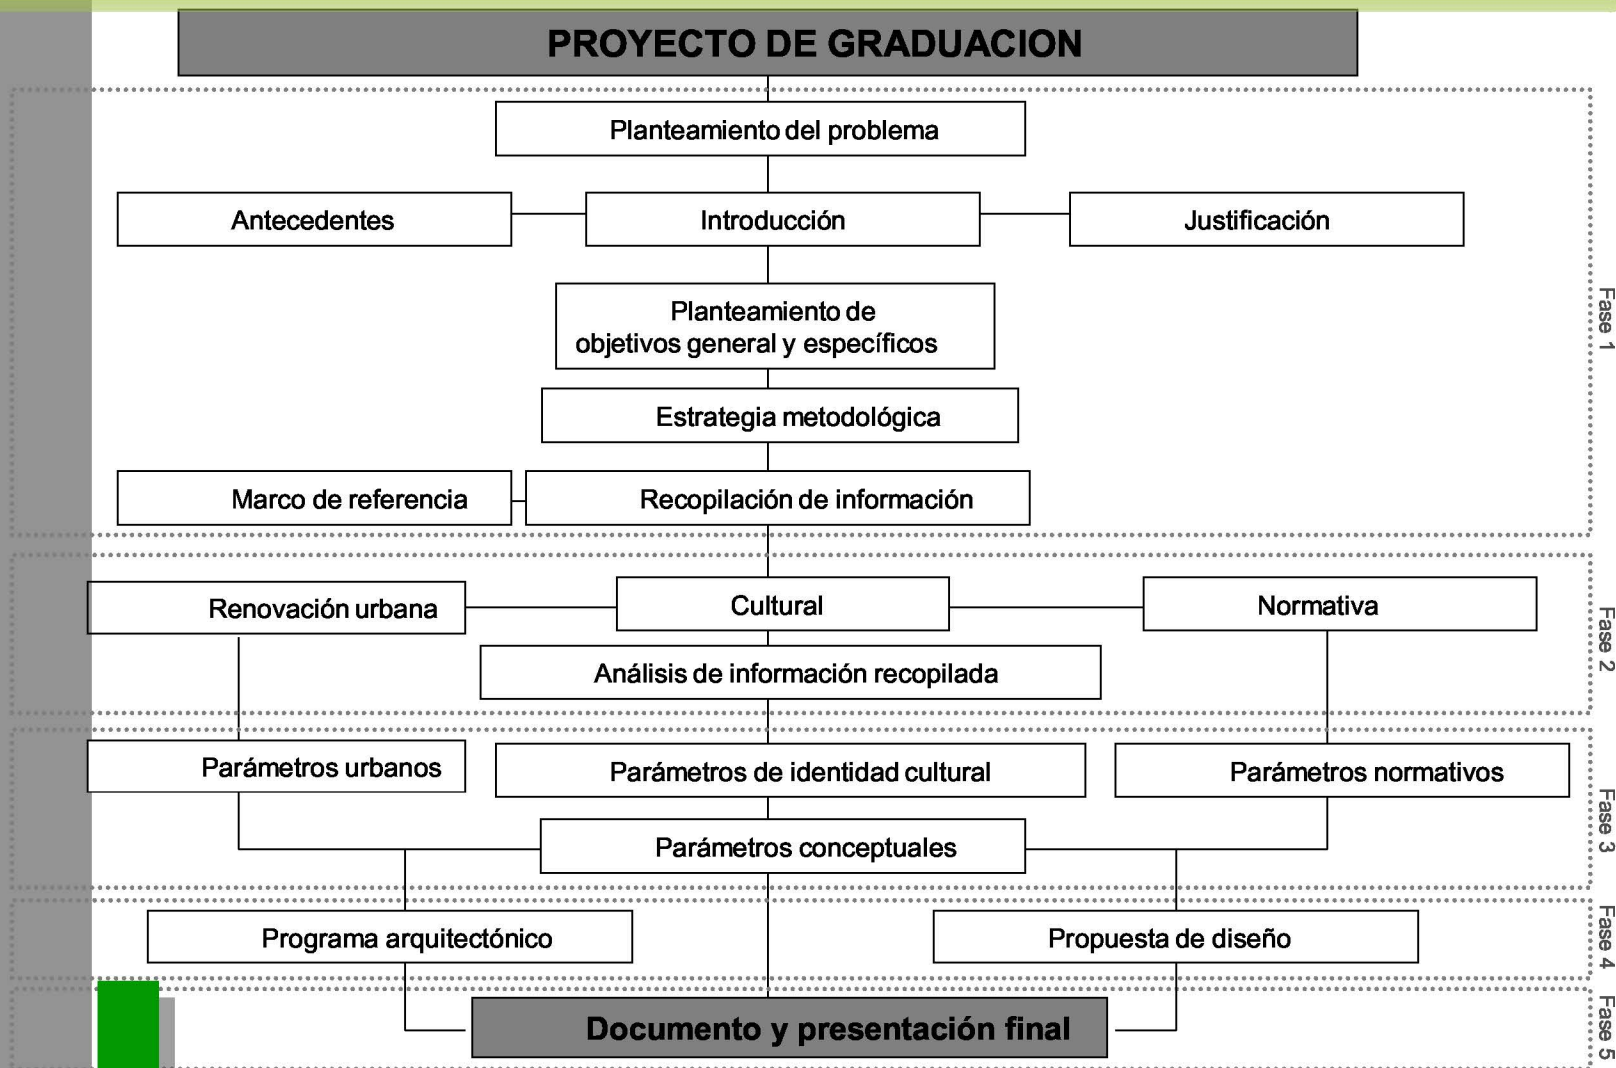 PROYECTO DE GRADUACION
Planteamiento del problema
Antecedentes
Introducción
Justificación
Planteamiento de
objetivos general y específicos
Estrategia metodológica
Marco de referencia
Recopilación de información
Fase 1
Renovación urbana
Cultural
Normativa
Análisis de información recopilada
Fase 2
Parámetros urbanos
Parámetros de identidad cultural
Parámetros normativos
Parámetros conceptuales
Fase 3
Programa arquitectónico
Propuesta de diseño
Fase 4
Documento y presentación final
Fase 5